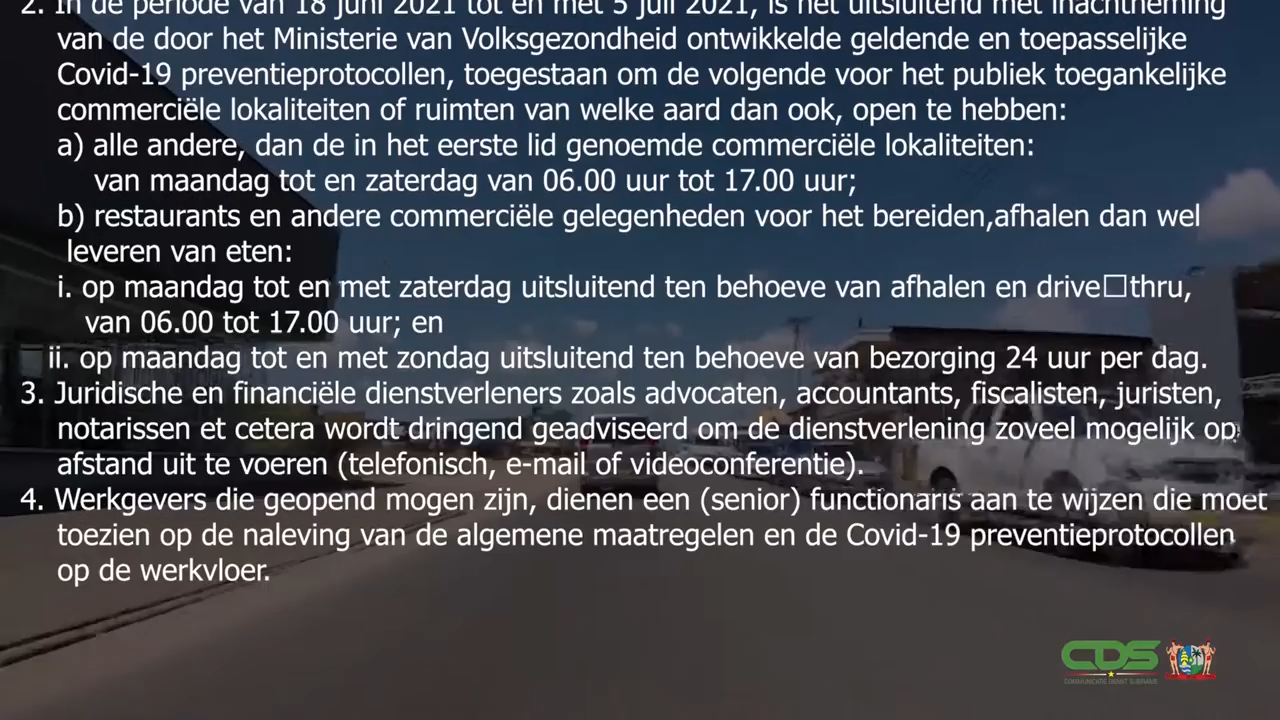 2. In de periode van 18 juni 2021 tot en met 5 juli 2021, is het uitsluitend met inachtneming
van de door het Ministerie van Volksgezondheid ontwikkelde geldende en toepasselijke
Covid-19 preventieprotocollen, toegestaan om de volgende voor het publiek toegankelijke
commerciële lokaliteiten of ruimten van welke aard dan ook, open te hebben:
a) alle andere, dan de in het eerste lid genoemde commerciële lokaliteiten:
van maandag tot en zaterdag van 06.00 uur tot 17.00 uur;
b) restaurants en andere commerciële gelegenheden voor het bereiden,afhalen dan wel
leveren van eten:
i. op maandag tot en met zaterdag uitsluitend ten behoeve van afhalen en drive□thru,
van 06.00 tot 17.00 uur; en
ii. op maandag tot en met zondag uitsluitend ten behoeve van bezorging 24 uur per dag.
3. Juridische en financiële dienstverleners zoals advocaten, accountants, fiscalisten, juristen,
notarissen et cetera wordt dringend geadviseerd om de dienstverlening zoveel mogelijk op
afstand uit te voeren (telefonisch, e-mail of videoconferentie).
4. Werkgevers die geopend mogen zijn, dienen een (senior) functionaris aan te wijzen die moet
toezien op de naleving van de algemene maatregelen en de Covid-19 preventieprotocollen
op de werkvloer.
CDS
COMMUNICATIE DIENST SURINAME